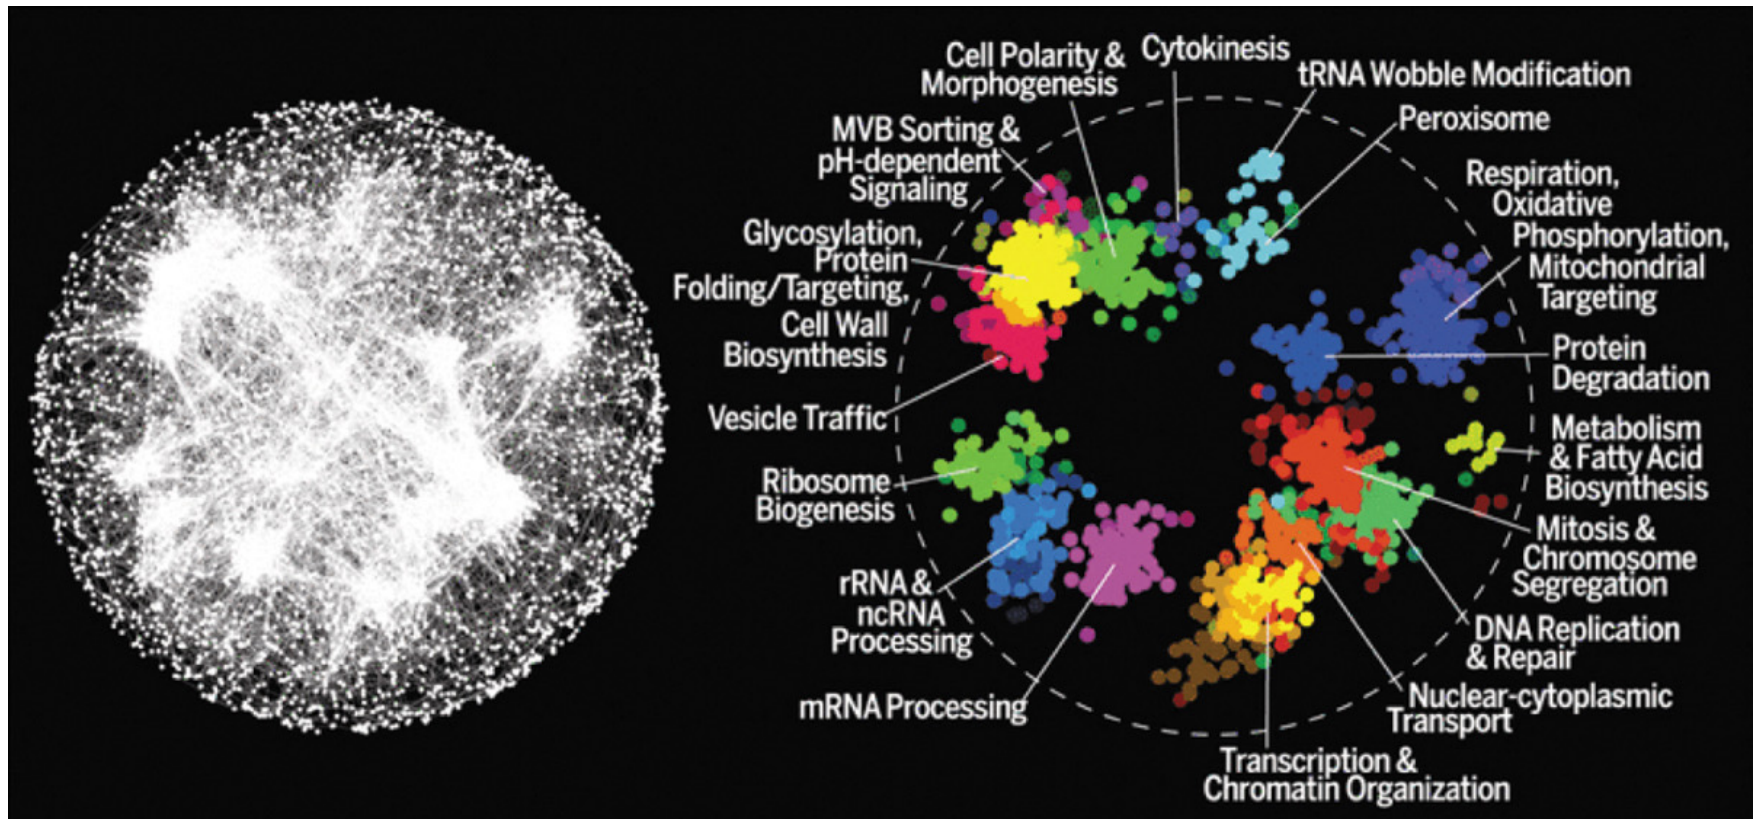 Cell Polarity &
Morphogenesis
Cytokinesis
tRNA Wobble Modification
Peroxisome
MVB Sorting &
pH-dependent
Signaling
Respiration,
Oxidative
Phosphorylation,
Mitochondrial
Targeting
Glycosylation,
Protein
Folding/Targeting,
Cell Wall
Biosynthesis
Protein
Degradation
Vesicle Traffic
Metabolism
& Fatty Acid
Biosynthesis
Ribosome
Biogenesis
Mitosis &
Chromosome
Segregation
rRNA &
ncRNA
Processing
DNA Replication
& Repair
mRNA Processing
Nuclear-cytoplasmic
Transport
Transcription &
Chromatin Organization